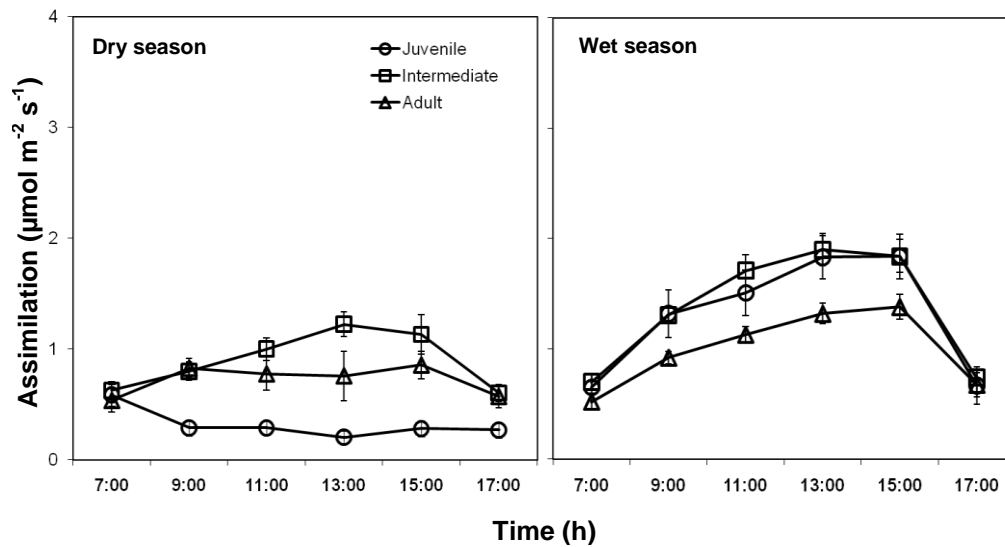 Assimilation (µmol m⁻² s⁻¹)
4
3
2
1
0
Dry season
Juvenile
Intermediate
Adult
7:00 9:00 11:00 13:00 15:00 17:00
Wet season
7:00 9:00 11:00 13:00 15:00 17:00
Time (h)